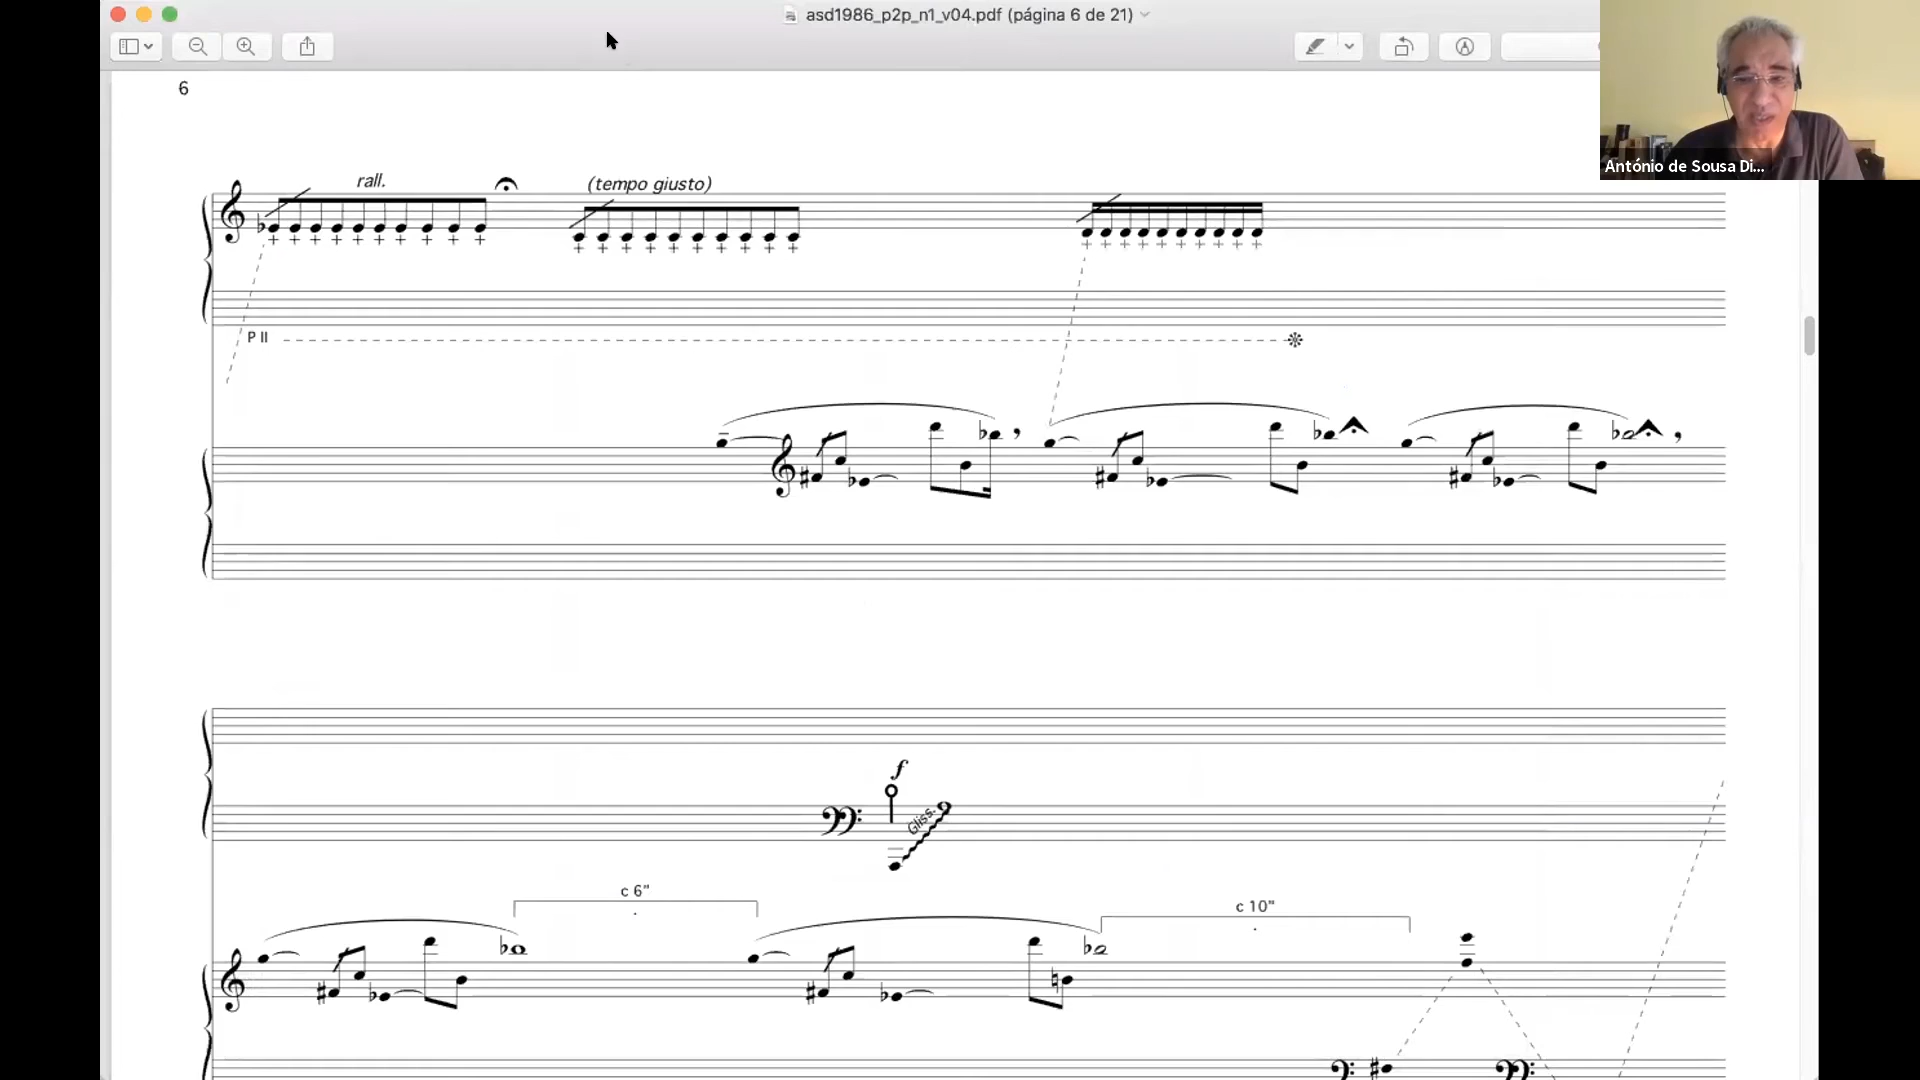 asd1986_p2p_n1_v04.pdf (página 6 de 21)
António de Sousa Di...
6
rall.
(tempo giusto)
P II
f
Gliss.
c 6"
c 10"